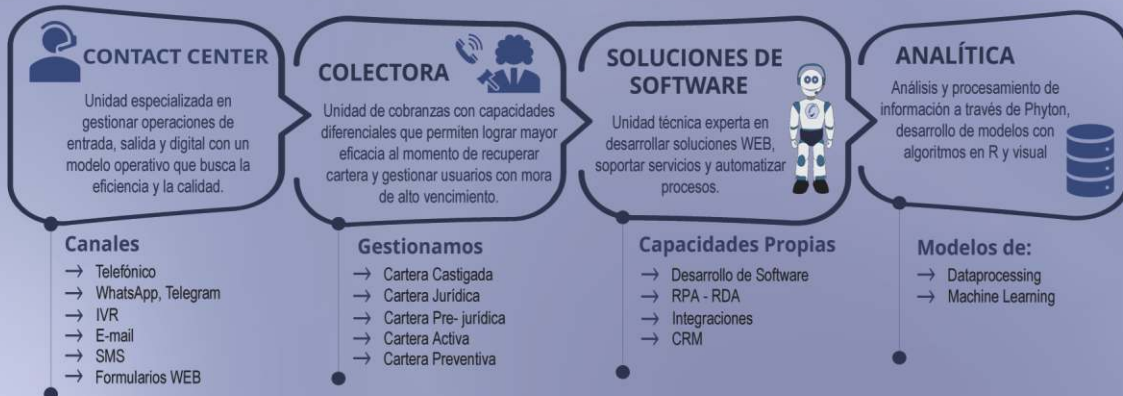 CONTACT CENTER
Unidad especializada en
gestionar operaciones de
entrada, salida y digital con un
modelo operativo que busca la
eficiencia y la calidad.
Canales
→ Telefónico
→ WhatsApp, Telegram
→ IVR
→ E-mail
→ SMS
→ Formularios WEB
COLECTORA
Unidad de cobranzas con capacidades
diferenciales que permiten lograr mayor
eficacia al momento de recuperar
cartera y gestionar usuarios con mora
de alto vencimiento.
Gestionamos
→ Cartera Castigada
→ Cartera Jurídica
→ Cartera Pre- jurídica
→ Cartera Activa
→ Cartera Preventiva
SOLUCIONES DE
SOFTWARE
Unidad técnica experta en
desarrollar soluciones WEB,
soportar servicios y automatizar
procesos.
Capacidades Propias
→ Desarrollo de Software
→ RPA - RDA
→ Integraciones
→ CRM
ANALÍTICA
Análisis y procesamiento de
información a través de Phyton,
desarrollo de modelos con
algoritmos en R y visual
Modelos de:
→ Dataprocessing
→ Machine Learning